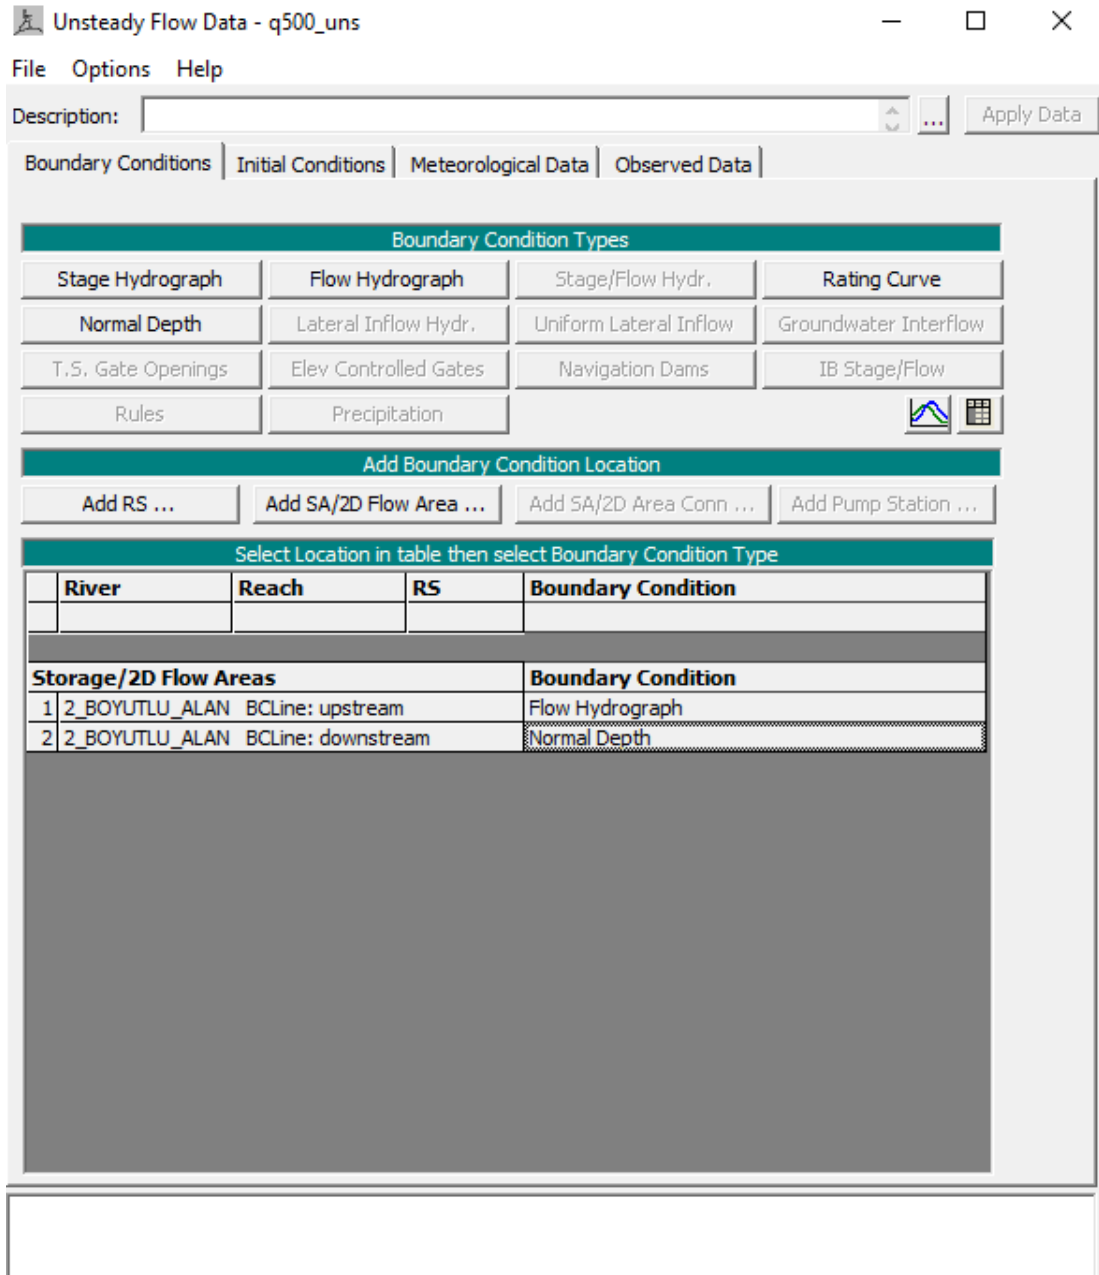 Unsteady Flow Data - q500_uns
File Options Help
Description: ... Apply Data
Boundary Conditions Initial Conditions Meteorological Data Observed Data
Boundary Condition Types
Stage Hydrograph Flow Hydrograph Stage/Flow Hydr. Rating Curve
Normal Depth Lateral Inflow Hydr. Uniform Lateral Inflow Groundwater Interflow
T.S. Gate Openings Elev Controlled Gates Navigation Dams IB Stage/Flow
Rules Precipitation
Add Boundary Condition Location
Add RS ... Add SA/2D Flow Area ... Add SA/2D Area Conn ... Add Pump Station ...
Select Location in table then select Boundary Condition Type
River Reach RS Boundary Condition
Storage/2D Flow Areas Boundary Condition
1 2_BOYUTLU_ALAN BCLine: upstream Flow Hydrograph
2 2_BOYUTLU_ALAN BCLine: downstream Normal Depth